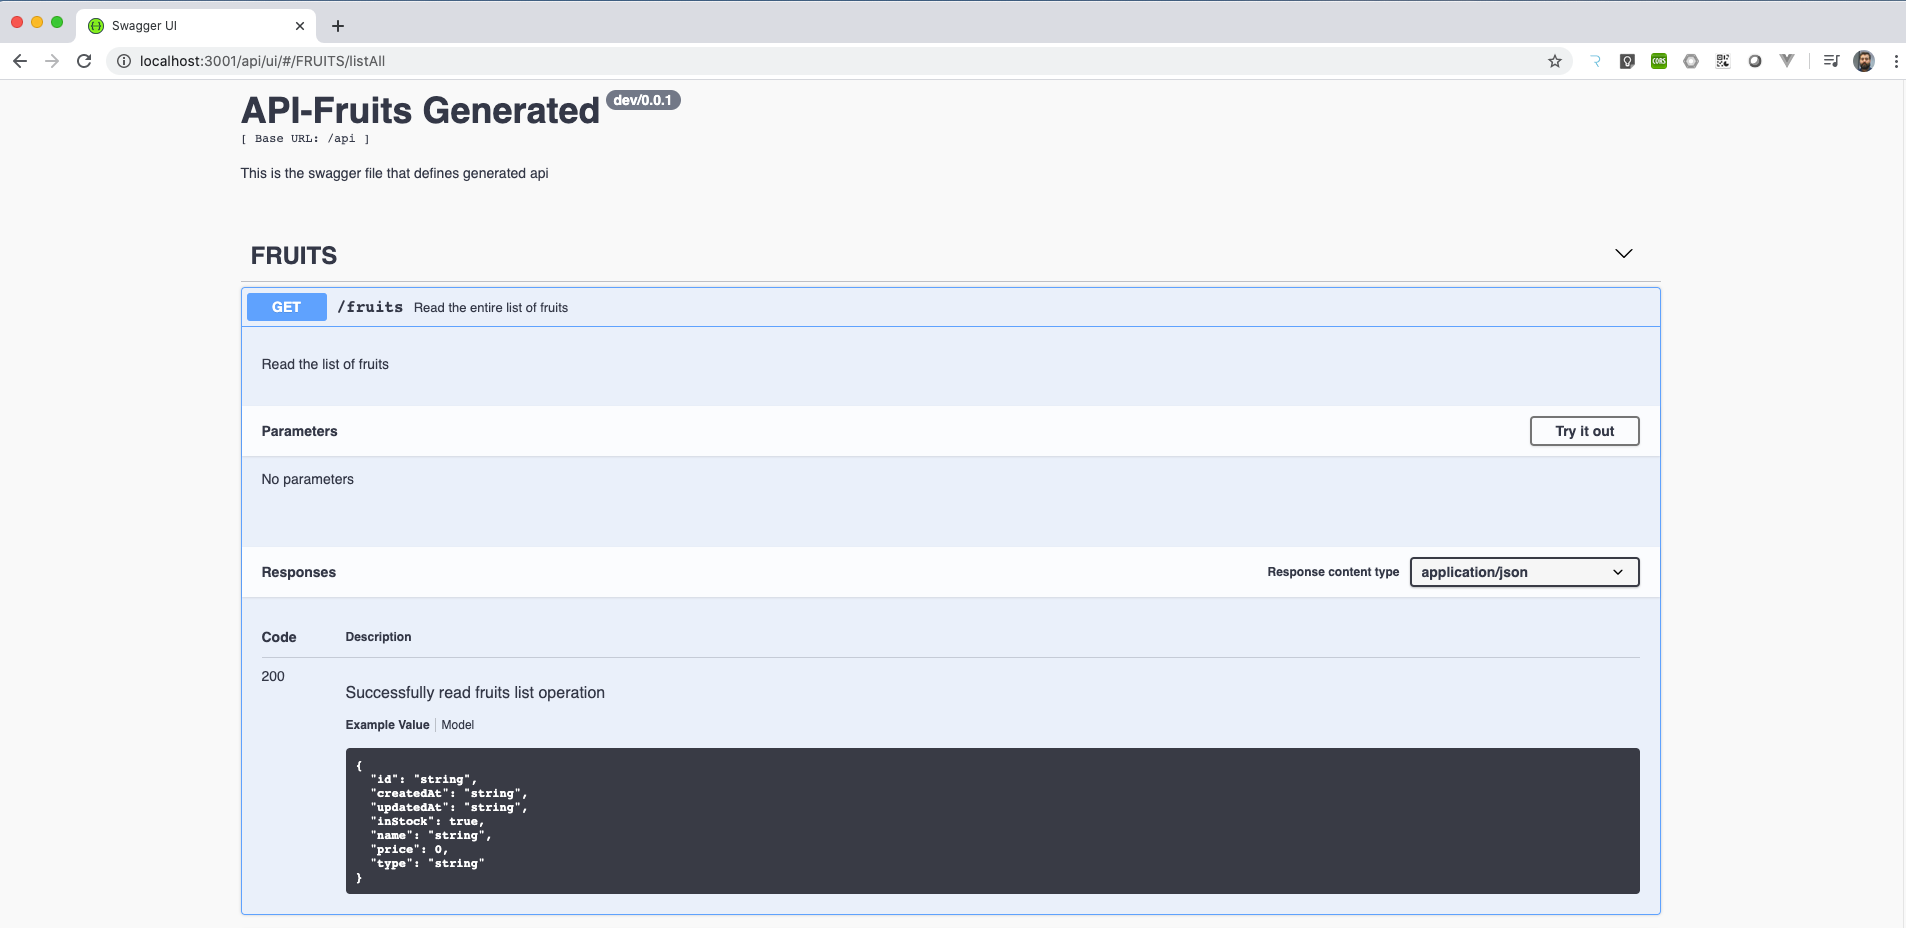 Swagger UI
localhost:3001/api/ui/#/FRUITS/listAll
CORS
API-Fruits Generated dev/0.0.1
[ Base URL: /api ]
This is the swagger file that defines generated api
FRUITS
GET /fruits Read the entire list of fruits
Read the list of fruits
Parameters Try it out
No parameters
Responses Response content type application/json
Code Description
200
Successfully read fruits list operation
Example Value Model
{
"id": "string",
"createdAt": "string",
"updatedAt": "string",
"inStock": true,
"name": "string",
"price": 0,
"type": "string"
}